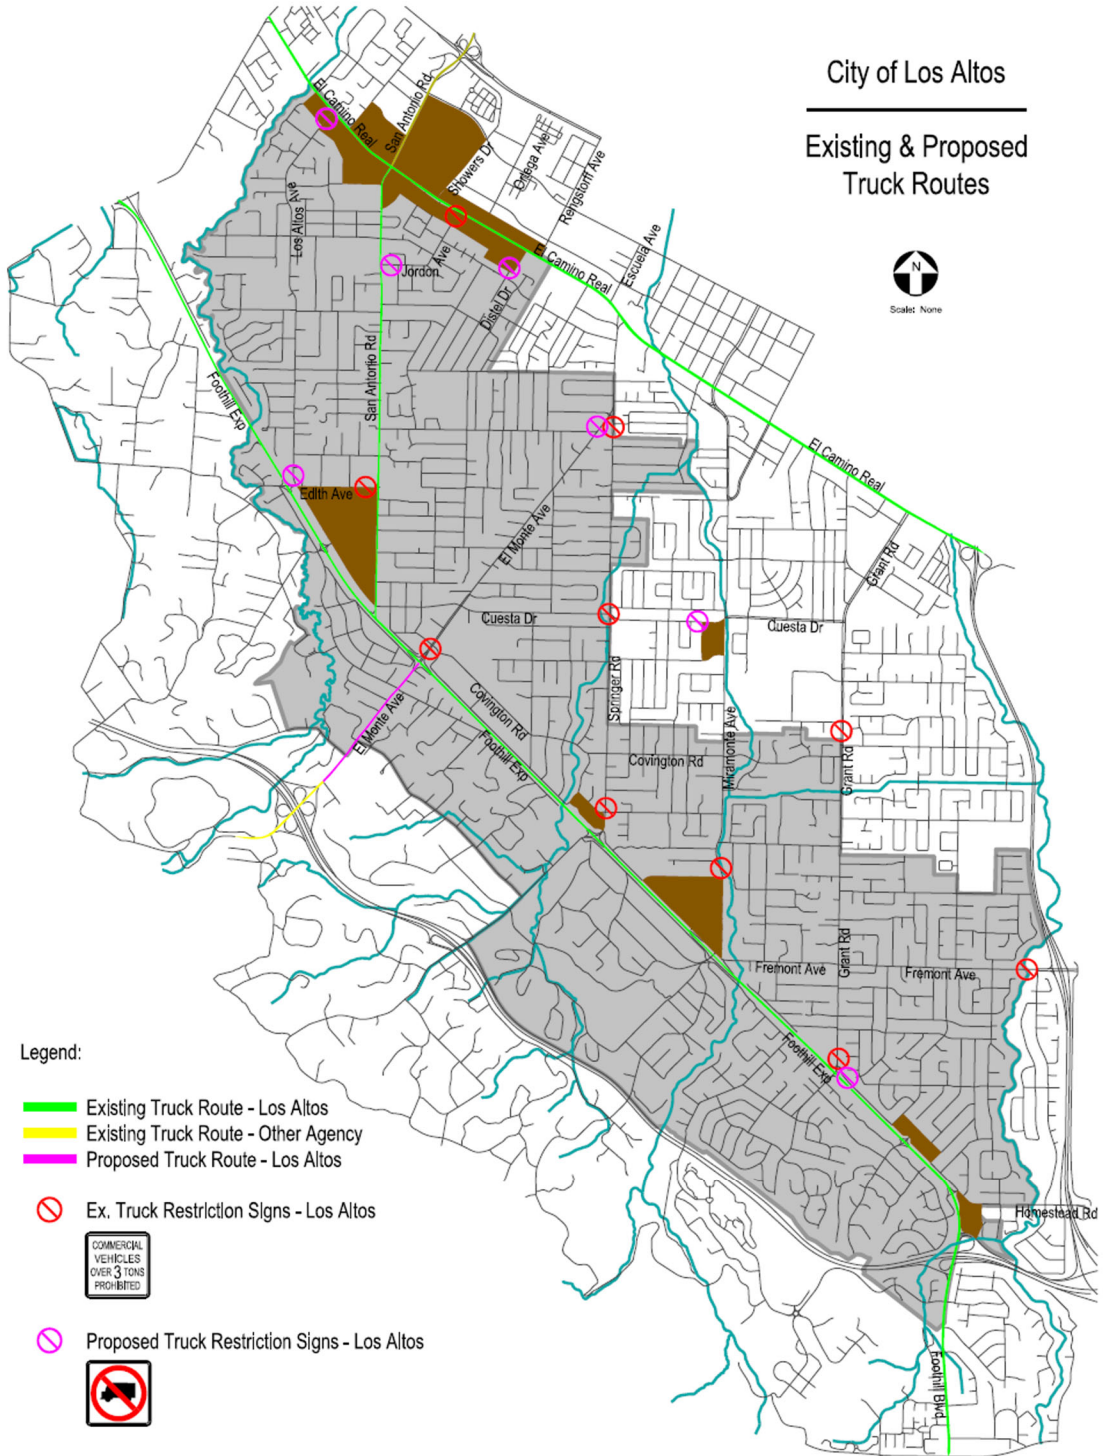 City of Los Altos
Existing & Proposed
Truck Routes
N
Scale: None
El Camino Real
San Antonio Rd
Showers Dr
Ortega Ave
Rengstorff Ave
Los Altos Ave
Jordon
Ave
Distel Dr
El Camino Real
Escuela Ave
San Antonio Rd
Foothill Exp
El Camino Real
Edith Ave
El Monte Ave
Grant Rd
Cuesta Dr
Cuesta Dr
Springer Rd
Covington Rd
El Monte Ave
Foothill Exp
Covington Rd
Miramonte Ave
Grant Rd
Grant Rd
Fremont Ave
Fremont Ave
Foothill Exp
Homestead Rd
Foothill Blvd
Legend:
Existing Truck Route - Los Altos
Existing Truck Route - Other Agency
Proposed Truck Route - Los Altos
Ex. Truck Restriction Signs - Los Altos
COMMERCIAL
VEHICLES
OVER 3 TONS
PROHIBITED
Proposed Truck Restriction Signs - Los Altos